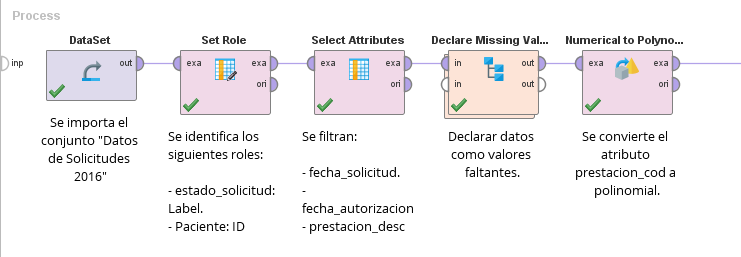 Process
DataSet
inp
out
Se importa el
conjunto "Datos
de Solicitudes
2016"
Set Role
exa
exa
ori
Se identifica los
siguientes roles:
- estado_solicitud:
Label.
- Paciente: ID
Select Attributes
exa
exa
ori
Se filtran:
- fecha_solicitud.
-
fecha_autorizacion
- prestacion_desc
Declare Missing Val...
in
out
in
out
Declarar datos
como valores
faltantes.
Numerical to Polyno...
exa
exa
ori
Se convierte el
atributo
prestacion_cod a
polinomial.